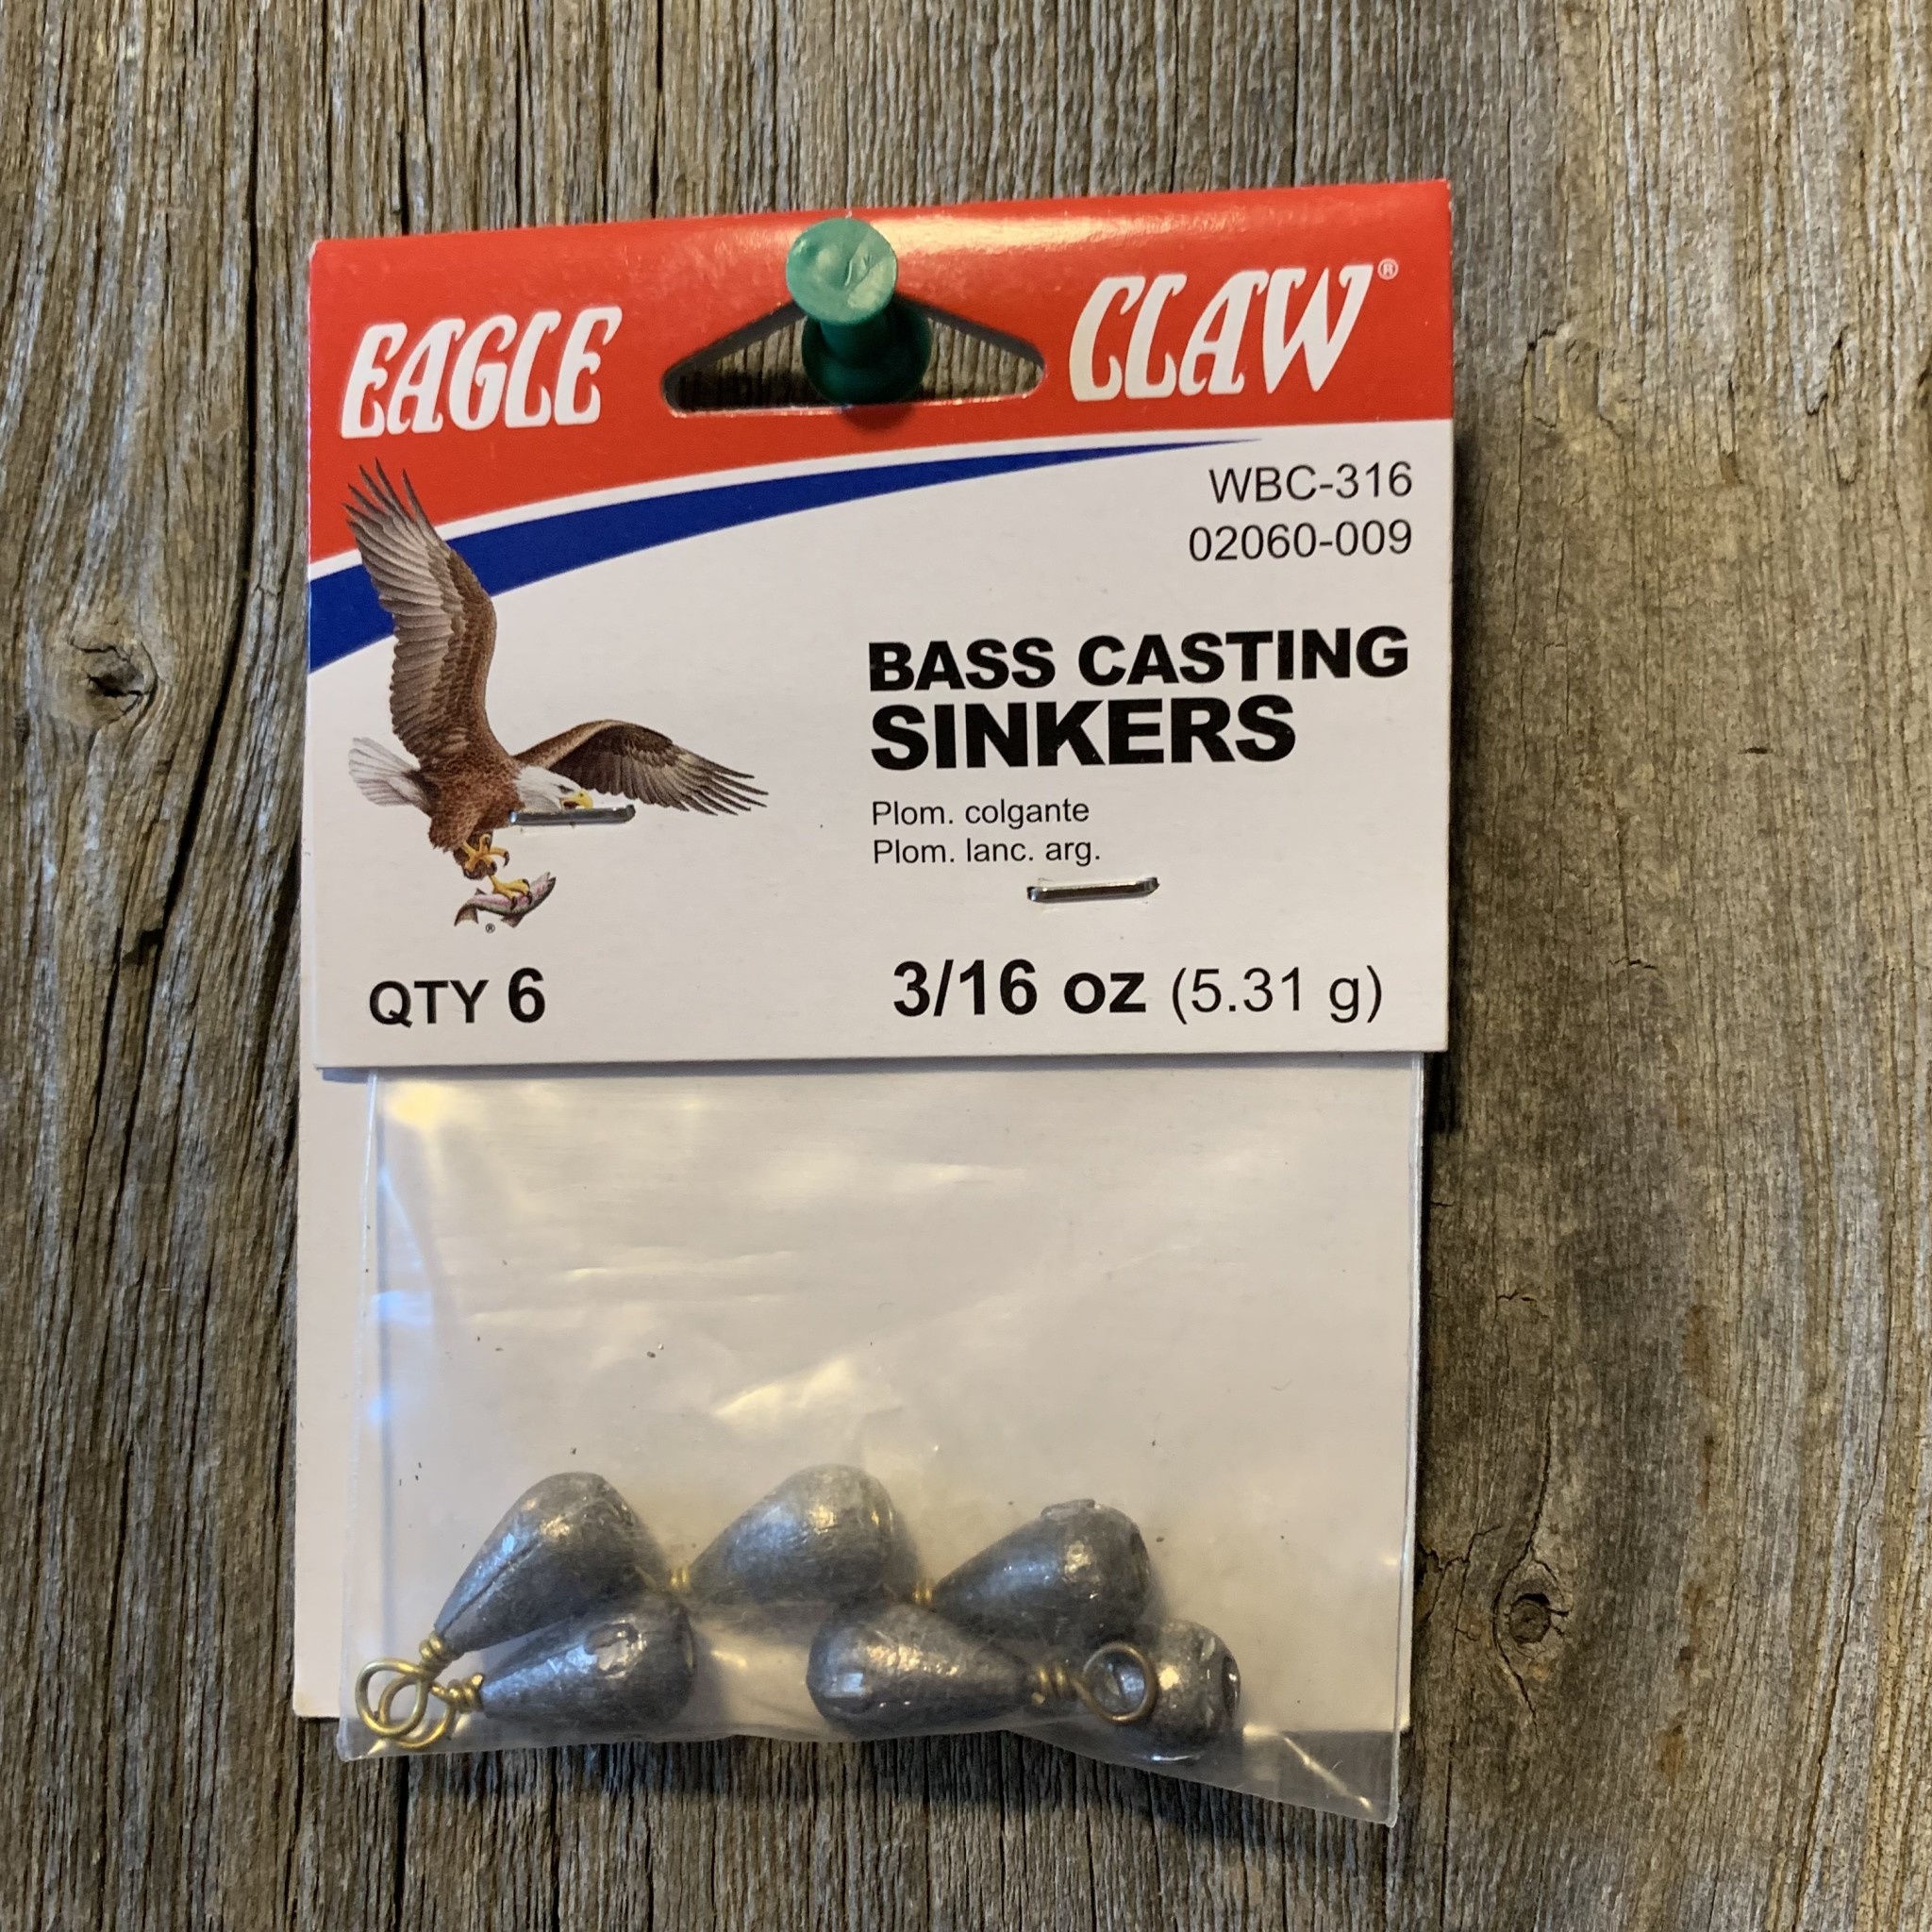 EAGLE CLAW®
WBC-316
02060-009
BASS CASTING
SINKERS
Plom. colgante
Plom. lanc. arg.
®
QTY 6
3/16 oz (5.31 g)